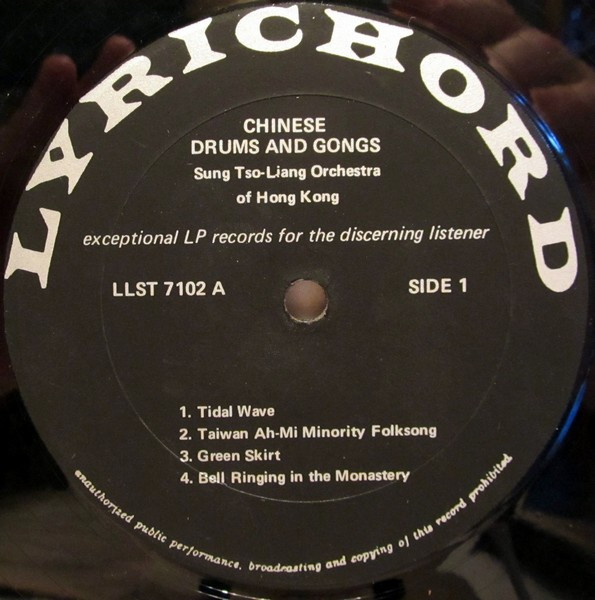 LYRICHORD
CHINESE
DRUMS AND GONGS
Sung Tso-Liang Orchestra
of Hong Kong
exceptional LP records for the discerning listener
LLST 7102 A
SIDE 1
1. Tidal Wave
2. Taiwan Ah-Mi Minority Folksong
3. Green Skirt
4. Bell Ringing in the Monastery
unauthorized public performance, broadcasting and copying of this record prohibited